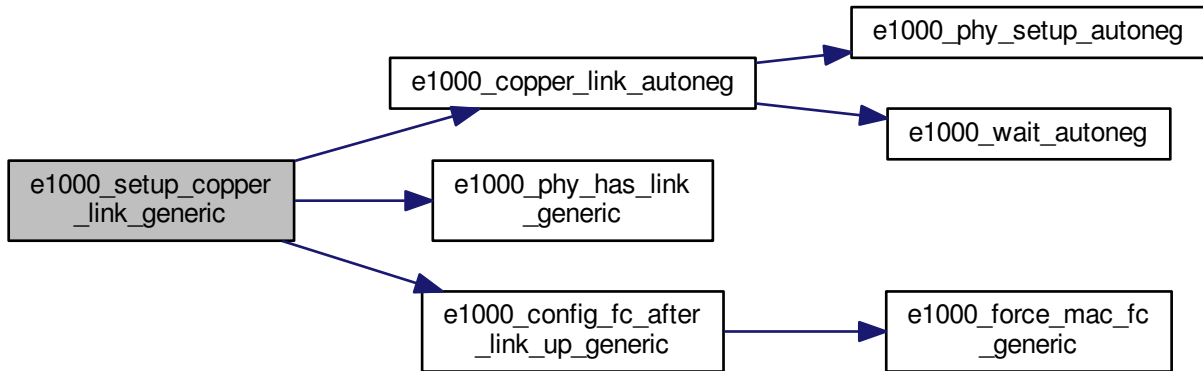 e1000_phy_setup_autoneg
e1000_copper_link_autoneg
e1000_wait_autoneg
e1000_setup_copper
_link_generic
e1000_phy_has_link
_generic
e1000_config_fc_after
_link_up_generic
e1000_force_mac_fc
_generic